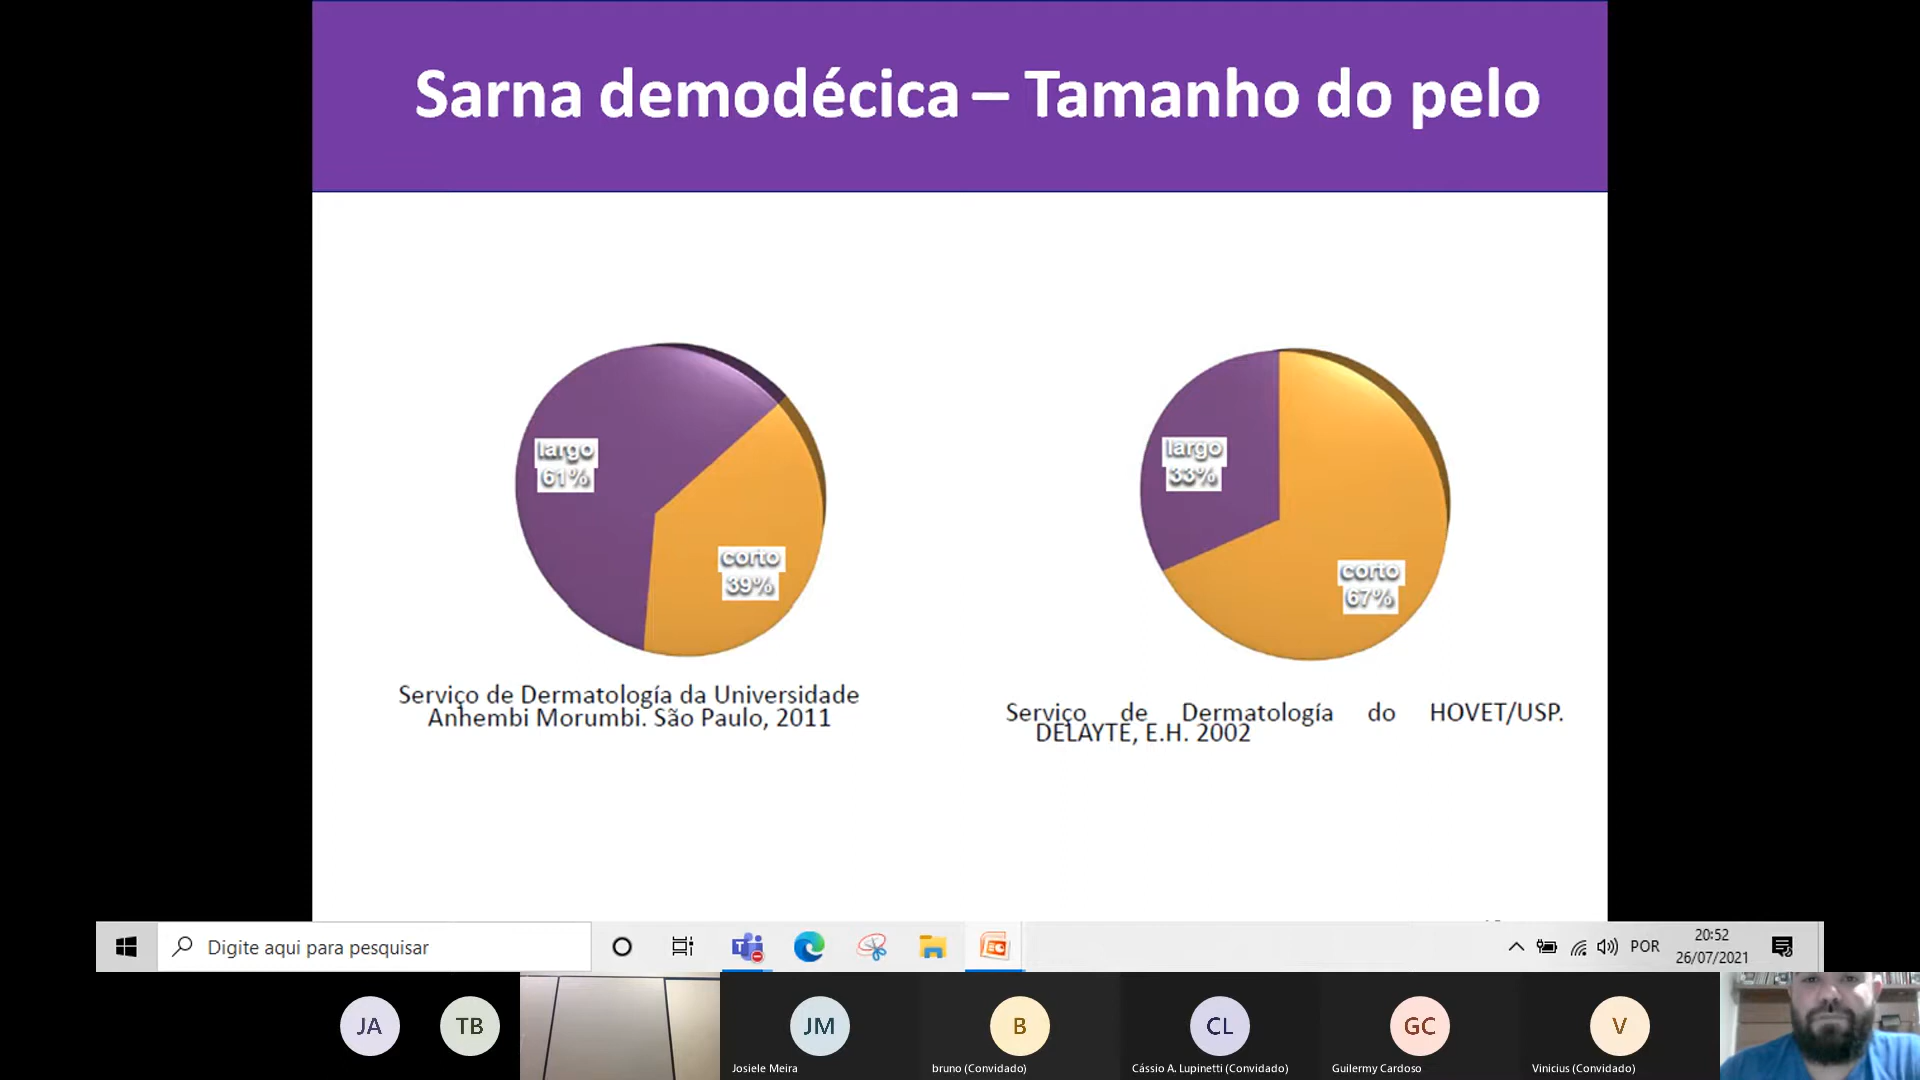 Sarna demodécica – Tamanho do pelo
largo
61%
corto
39%
largo
33%
corto
67%
Serviço de Dermatología da Universidade
Anhembi Morumbi. São Paulo, 2011
Serviço de Dermatología do HOVET/USP.
DELAYTE, E.H. 2002
Digite aqui para pesquisar
POR
20:52
26/07/2021
JA
TB
JM
Josiele Meira
B
bruno (Convidado)
CL
Cássio A. Lupinetti (Convidado)
GC
Guilermy Cardoso
V
Vinicius (Convidado)